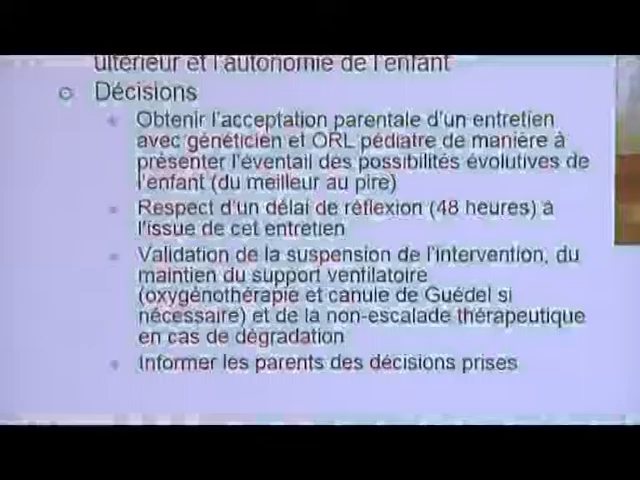 ultérieur et l'autonomie de l'enfant
Décisions
Obtenir l'acceptation parentale d'un entretien
avec généticien et ORL pédiatre de manière à
présenter l'éventail des possibilités évolutives de
l'enfant (du meilleur au pire)
Respect d'un délai de réflexion (48 heures) à
l'issue de cet entretien
Validation de la suspension de l'intervention, du
maintien du support ventilatoire
(oxygénothérapie et canule de Guédel si
nécessaire) et de la non-escalade thérapeutique
en cas de dégradation
Informer les parents des décisions prises